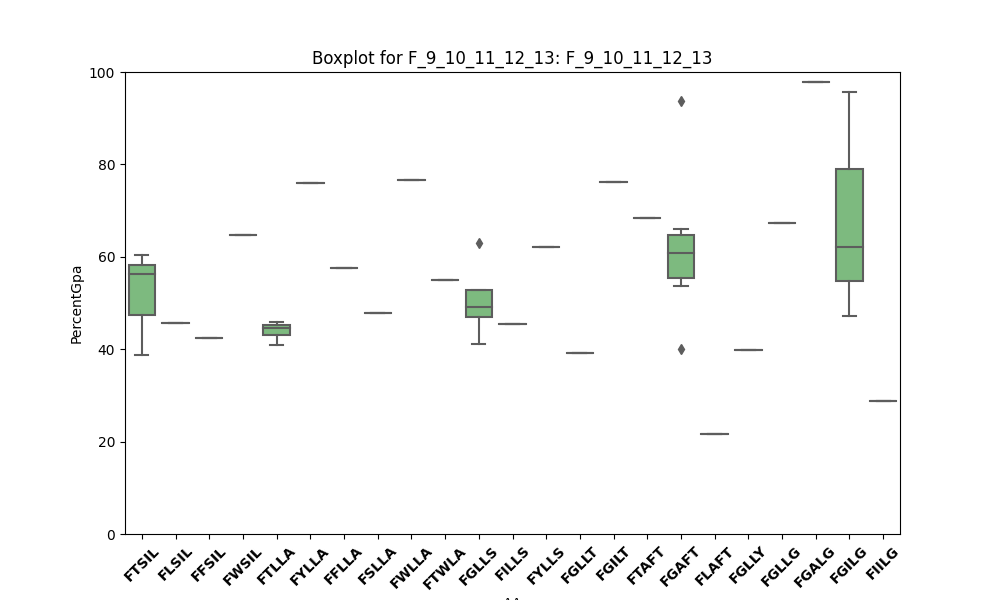 Boxplot for F_9_10_11_12_13: F_9_10_11_12_13
100
80
60
40
20
0
PercentGpa
FTSIL
FLSIL
FFSIL
FWSIL
FTLLA
FYLLA
FFLLA
FSLLA
FWLLA
FTWLA
FGLLS
FILLS
FYLLS
FGLLT
FGILT
FTAFT
FGAFT
FLAFT
FGLLY
FGLLG
FGALG
FGILG
FIILG